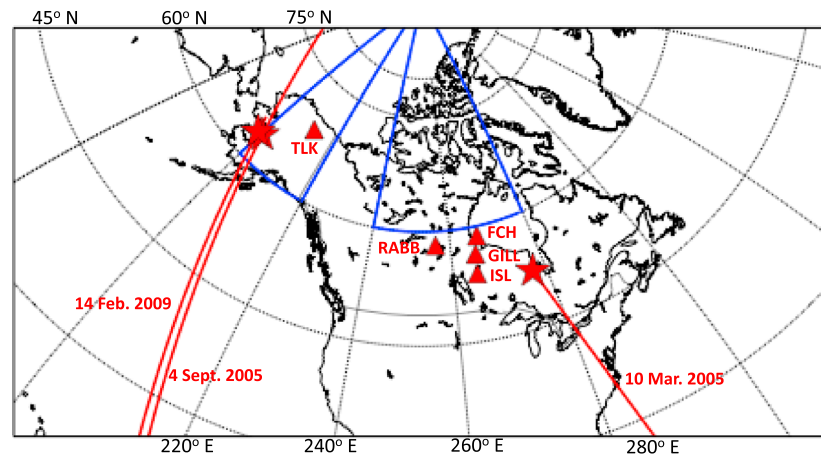 45° N
60° N
75° N
TLK
RABB
FCH
GILL
ISL
14 Feb. 2009
4 Sept. 2005
10 Mar. 2005
220° E
240° E
260° E
280° E